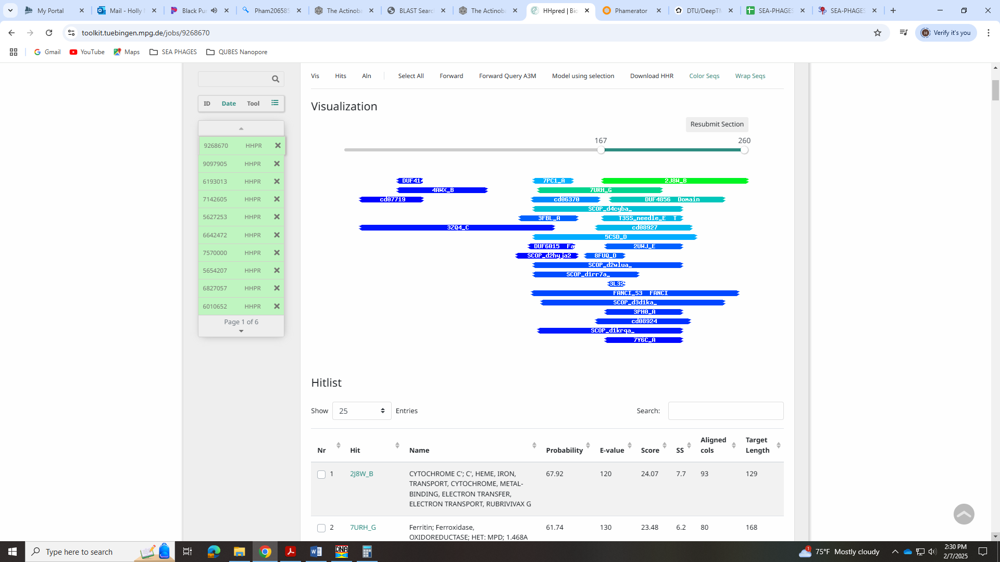 My Portal
Mail - Holly
Black Pu
Pham206585
The Actinoba
BLAST Searc
The Actinoba
HHpred | Bio
Phamerator
DTU/DeepTM
SEA-PHAGES
SEA-PHAGES
toolkit.tuebingen.mpg.de/jobs/9268670
Verify it's you
Gmail
YouTube
Maps
SEA PHAGES
QUBES Nanopore
Vis Hits Aln Select All Forward Forward Query A3M Model using selection Download HHR Color Seqs Wrap Seqs
ID Date Tool
9268670 HHPR
9097905 HHPR
6193013 HHPR
7142605 HHPR
5627253 HHPR
6642472 HHPR
7570000 HHPR
5654207 HHPR
6827057 HHPR
6010652 HHPR
Page 1 of 6
Visualization
Resubmit Section
167 260
DUF41 7PC1_A 2J8W_B
4AWX_B 7URH_G
cd07719 cd06370 DUF4856 Domain
SCOP_d4cyba_
3FBL_A T3SS_needle_E T
3ZQ4_C cd08927
5CSD_D
DUF6015 Fa 2UWJ_E
SCOP_d2hyja2 8FUQ_D
SCOP_d2wlua_
SCOP_d1rr7a_
3L32
FANCI_S3 FANCI
SCOP_d3d1ka_
3PH0_A
cd08924
SCOP_d1krqa_
7Y6C_A
Hitlist
Show 25 Entries Search:
Nr Hit Name Probability E-value Score SS Aligned cols Target Length
1 2J8W_B CYTOCHROME C'; C', HEME, IRON, 67.92 120 24.07 7.7 93 129
TRANSPORT, CYTOCHROME, METAL-
BINDING, ELECTRON TRANSFER,
ELECTRON TRANSPORT, RUBRIVIVAX G
2 7URH_G Ferritin; Ferroxidase, 61.74 130 23.48 6.2 80 168
OXIDOREDUCTASE; HET: MPD; 1.468A
Type here to search
1
75°F Mostly cloudy
2:30 PM
2/7/2025